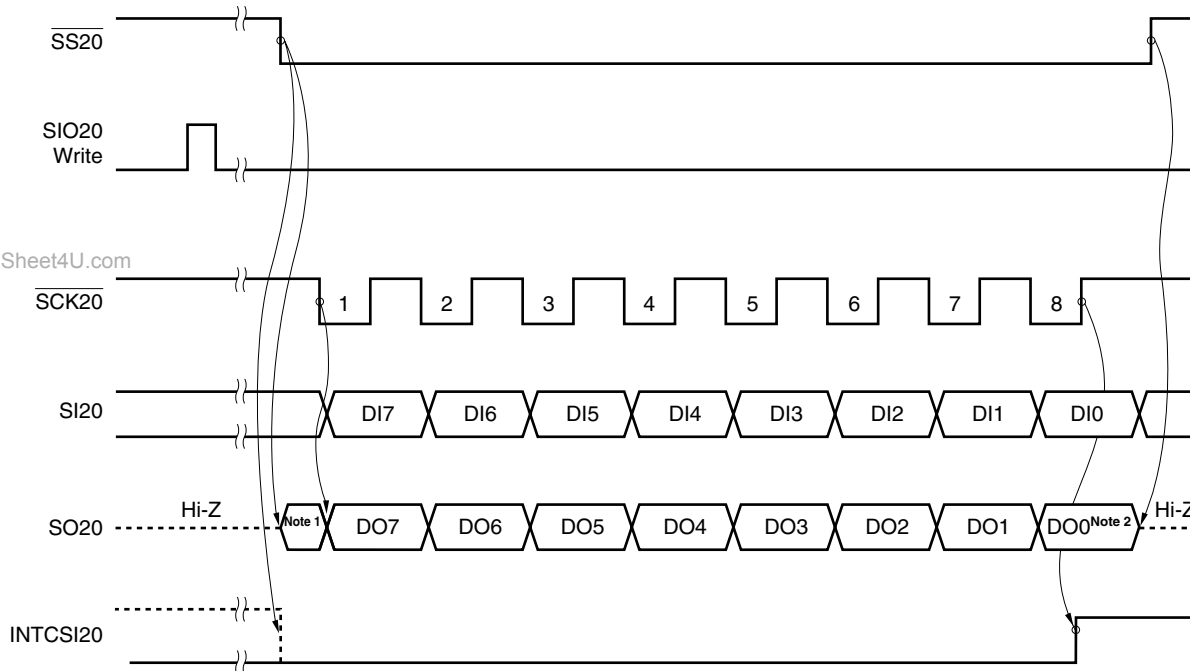 SS20
SIO20
Write
Sheet4U.com
SCK20
1 2 3 4 5 6 7 8
SI20 DI7 DI6 DI5 DI4 DI3 DI2 DI1 DI0
Hi-Z Hi-Z
SO20 Note 1 DO7 DO6 DO5 DO4 DO3 DO2 DO1 DO0 Note 2
INTCSI20